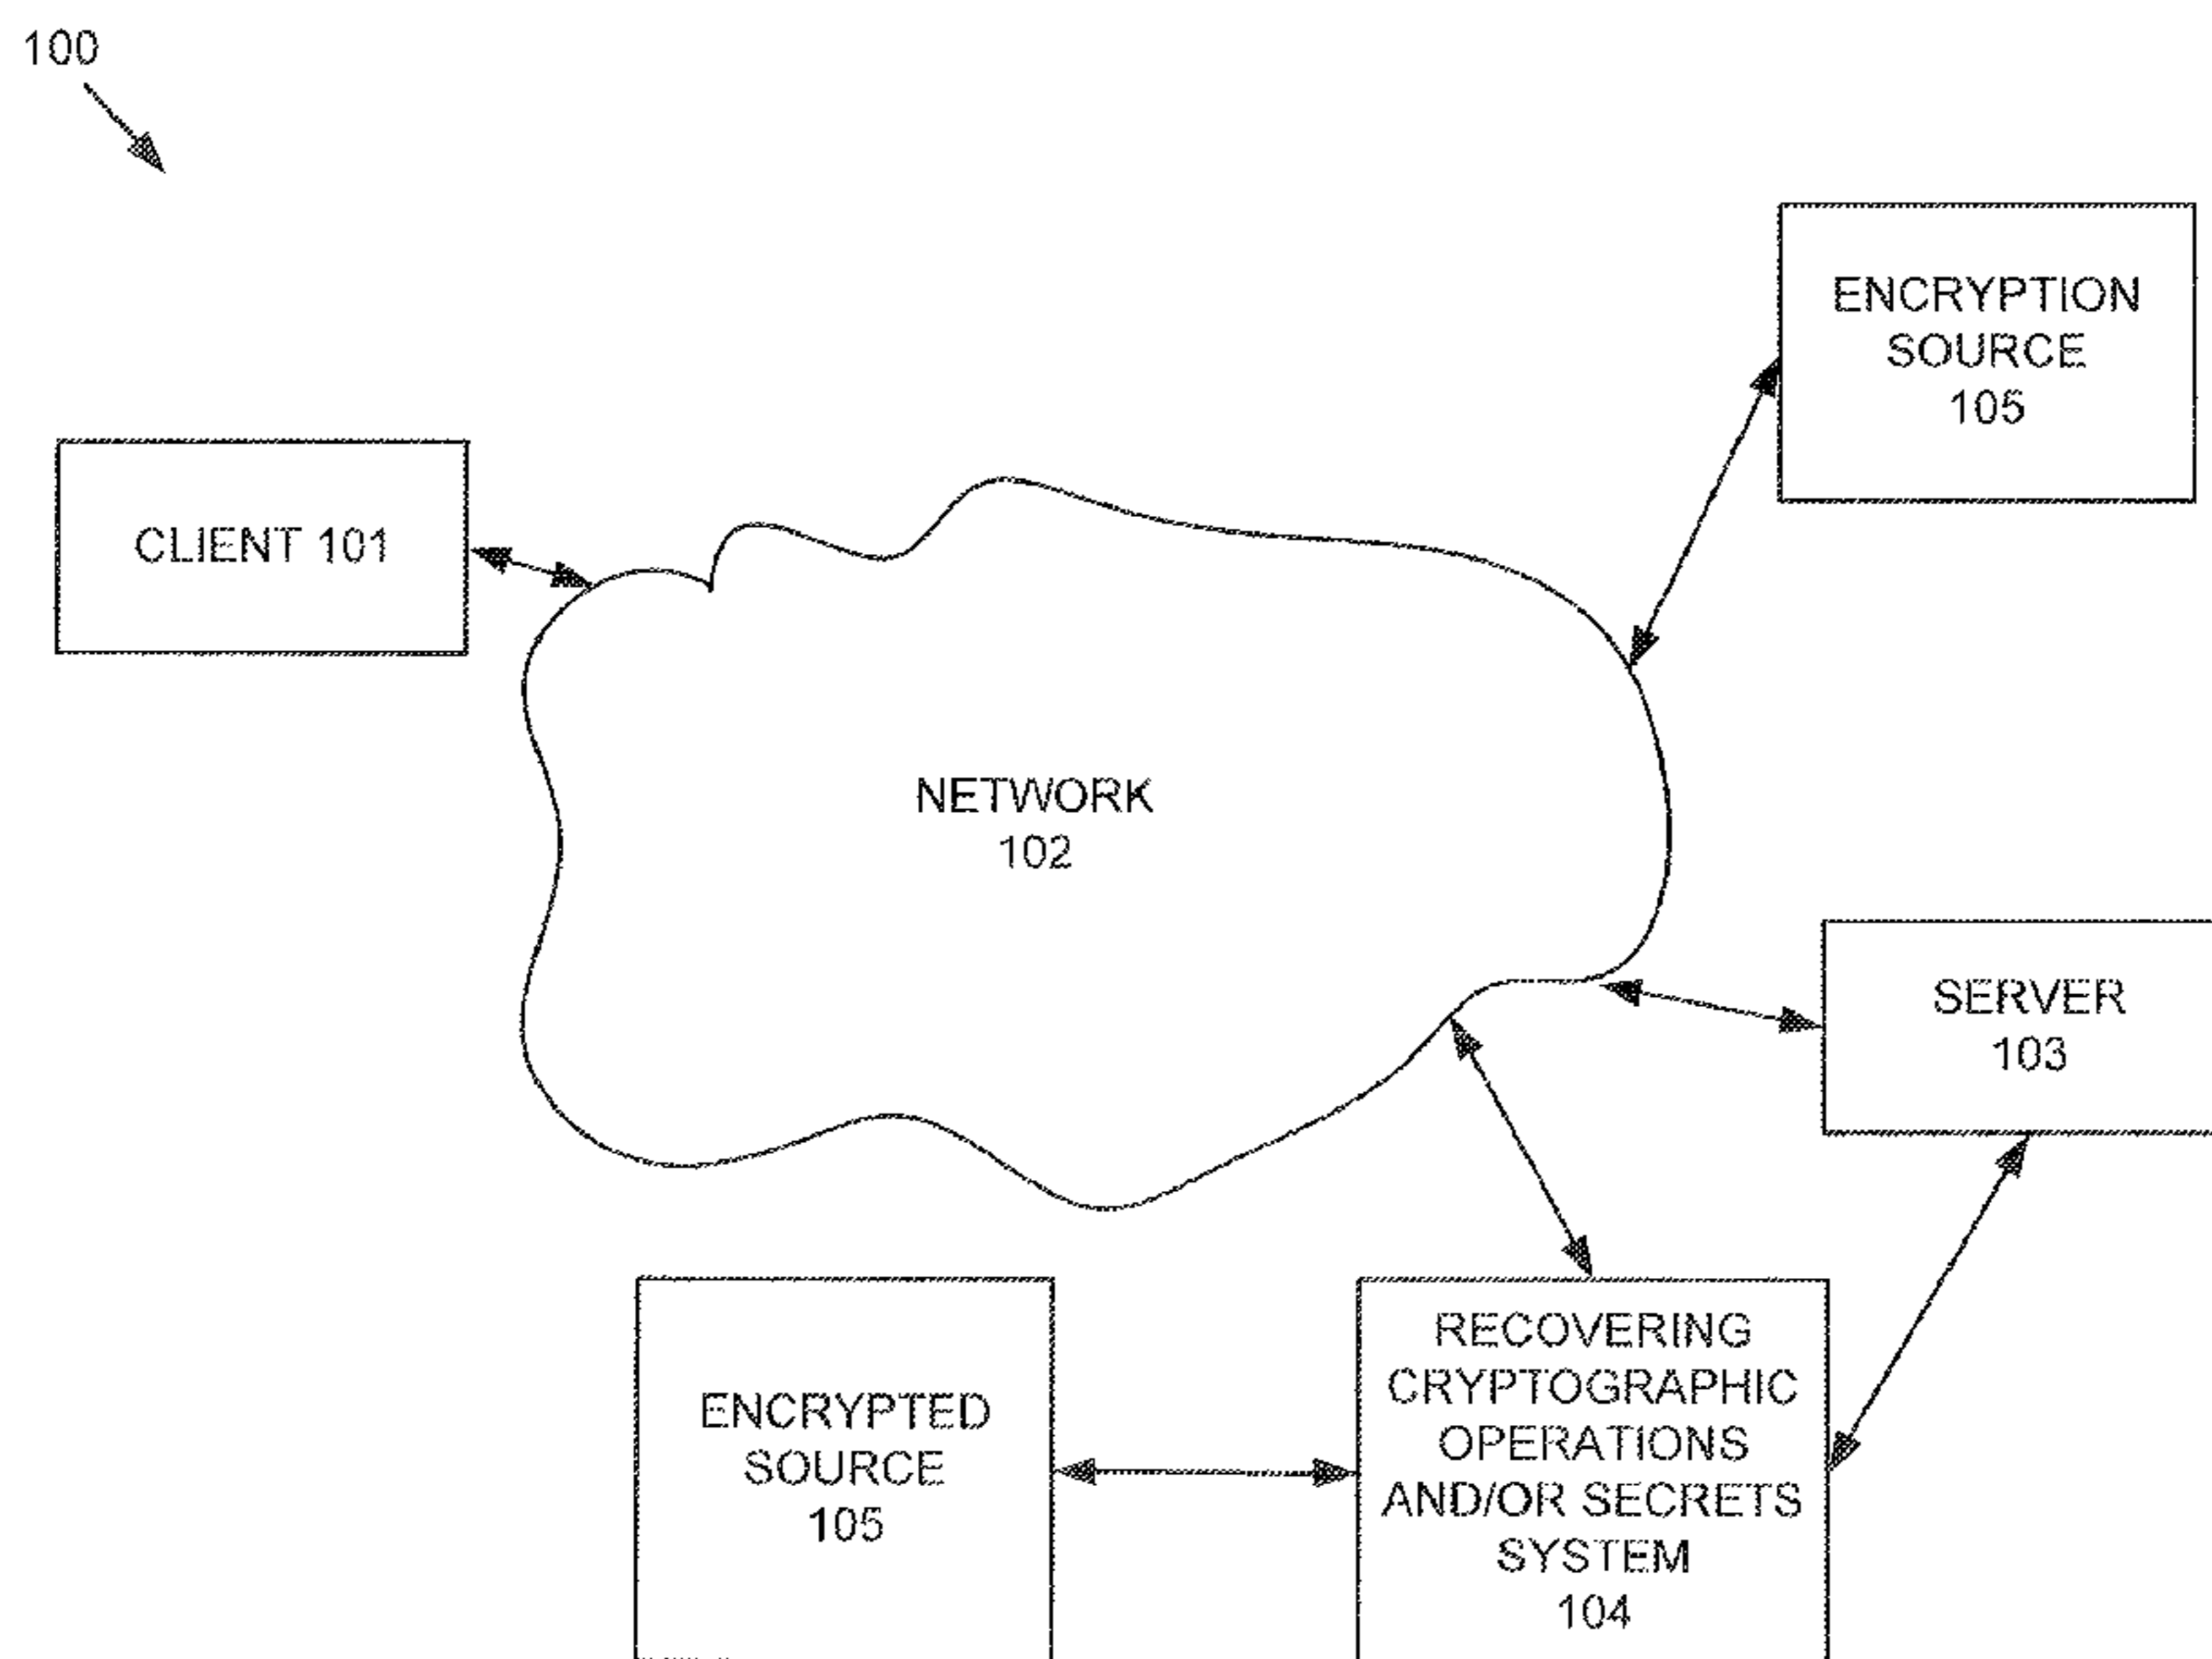 100
ENCRYPTION
SOURCE
105
CLIENT 101
NETWORK
102
SERVER
103
RECOVERING
CRYPTOGRAPHIC
OPERATIONS
AND/OR SECRETS
SYSTEM
104
ENCRYPTED
SOURCE
105